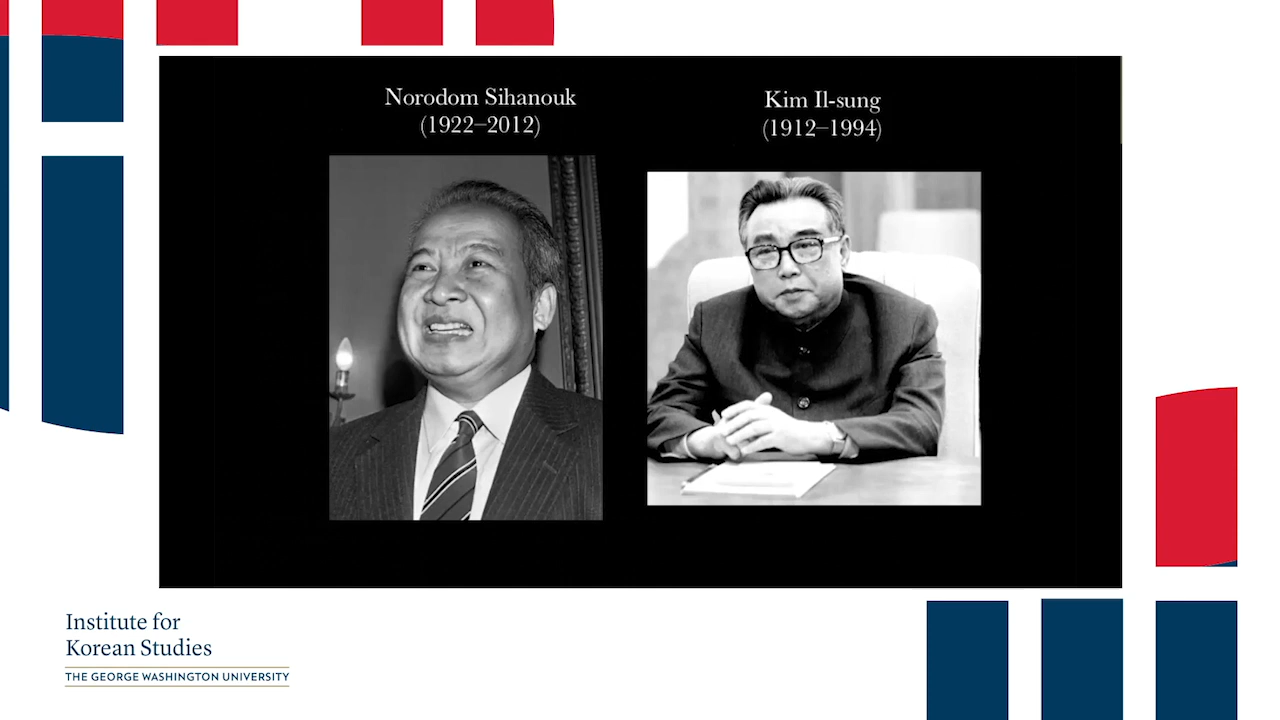 Norodom Sihanouk
(1922–2012)
Kim Il-sung
(1912–1994)
Institute for
Korean Studies
THE GEORGE WASHINGTON UNIVERSITY